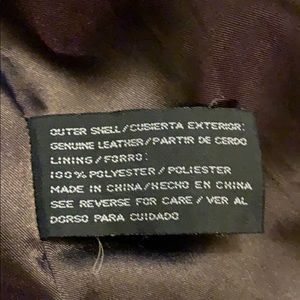 OUTER SHELL/CUBIERTA EXTERIOR:
GENUINE LEATHER/PARTIR DE CERDO
LINING/FORRO:
100% POLYESTER/POLIESTER
MADE IN CHINA/HECHO EN CHINA
SEE REVERSE FOR CARE / VER AL
DORSO PARA CUIDADO